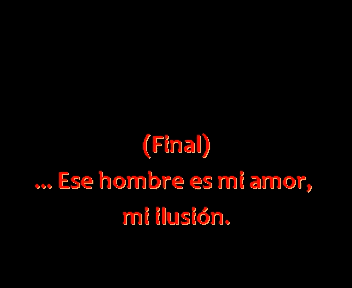 (Final)
... Ese hombre es mi amor,
mi ilusión.